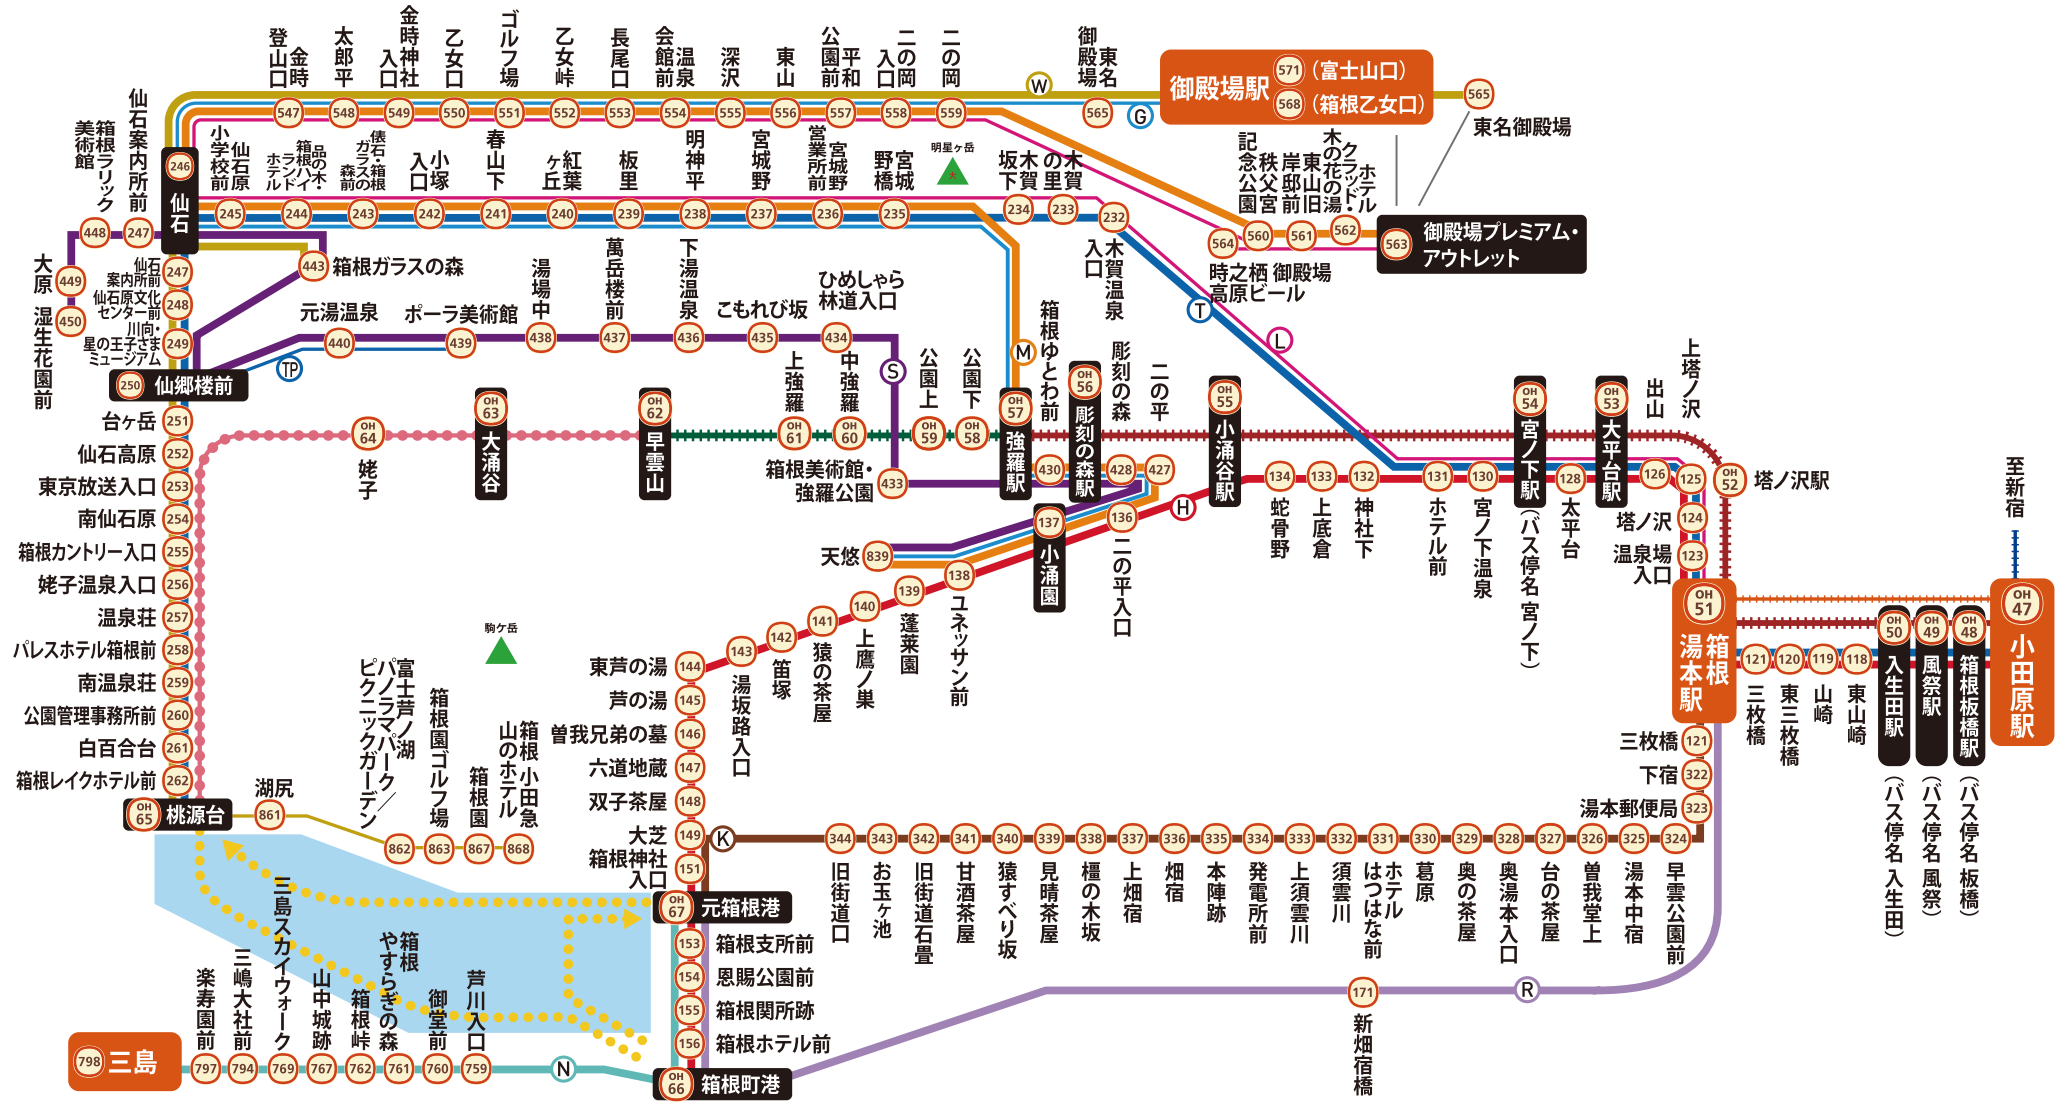 金時
登山口
547
太郎平
548
金時神社
入口
549
乙女口
550
ゴルフ場
551
乙女峠
552
長尾口
553
温泉
会館前
554
深沢
555
東山
556
平和
公園前
557
二の岡
入口
558
二の岡
559
東名
御殿場
565
W
G
御殿場駅
571
(富士山口)
568
(箱根乙女口)
565
東名御殿場
246
仙石
仙石案内所前
247
箱根ラリック
美術館
448
大原
449
湿生花園前
450
仙石原
小学校前
245
品の木・
箱根ハイ
ランド
ホテル
244
俵石・箱根
ガラスの
森前
243
小塚
入口
242
春山下
241
紅葉
ヶ丘
240
板里
239
明神平
238
宮城野
237
宮城野
営業所前
236
宮城
野橋
235
明星ヶ岳
大
木賀
坂下
234
木賀
の里
233
232
木賀温泉
入口
564
時之栖 御殿場
高原ビール
記念公園
560
秩父宮
岸邸前
561
東山旧
ホテル
クラッド・
木の花の湯
562
563
御殿場プレミアム・
アウトレット
443
箱根ガラスの森
仙石
案内所前
247
仙石原文化
センター前
248
川向・
星の王子さま
ミュージアム
249
250
仙郷楼前
TP
元湯温泉
440
ポーラ美術館
439
湯場中
438
萬岳楼前
437
下湯温泉
436
こもれび坂
435
ひめしゃら
林道入口
434
S
M
T
L
台ヶ岳
251
仙石高原
252
東京放送入口
253
南仙石原
254
箱根カントリー入口
255
姥子温泉入口
256
温泉荘
257
パレスホテル箱根前
258
南温泉荘
259
公園管理事務所前
260
白百合台
261
箱根レイクホテル前
262
OH
65
桃源台
OH
64
姥子
OH
63
大涌谷
OH
62
早雲山
上強羅
OH
61
中強羅
OH
60
公園上
OH
59
公園下
OH
58
OH
57
強羅駅
箱根美術館・
強羅公園
433
箱根ゆとわ前
430
OH
56
彫刻の森駅
彫刻の森
428
二の平
427
OH
55
小涌谷駅
OH
54
宮ノ下駅
(バス停名 宮ノ下)
OH
53
大平台駅
出山
126
上塔ノ沢
125
OH
52
塔ノ沢駅
134
蛇骨野
133
上底倉
132
神社下
131
ホテル前
130
宮ノ下温泉
128
太平台
塔ノ沢
124
温泉場
入口
123
H
137
小涌園
136
二の平入口
天悠
839
138
ユネッサン前
139
蓬莱園
140
上鷹ノ巣
141
猿の茶屋
142
笛塚
143
湯坂路入口
東芦の湯
144
芦の湯
145
曽我兄弟の墓
146
六道地蔵
147
双子茶屋
148
大芝
149
箱根神社
入口
151
OH
67
元箱根港
153
箱根支所前
154
恩賜公園前
155
箱根関所跡
156
箱根ホテル前
OH
66
箱根町港
駒ケ岳
湖尻
861
富士芦ノ湖
パノラマパーク/
ピクニックガーデン
862
箱根園ゴルフ場
863
箱根園
867
箱根 小田急
山のホテル
868
798
三島
楽寿園前
797
三嶋大社前
794
三島スカイウォーク
769
山中城跡
767
箱根峠
762
箱根
やすらぎの森
761
御堂前
760
芦川入口
759
N
K
344
旧街道口
343
お玉ヶ池
342
旧街道石畳
341
甘酒茶屋
340
猿すべり坂
339
見晴茶屋
338
橿の木坂
337
上畑宿
336
畑宿
335
本陣跡
334
発電所前
333
上須雲川
332
須雲川
331
ホテル
はつはな前
330
葛原
329
奥の茶屋
328
奥湯本入口
327
台の茶屋
326
曽我堂上
325
湯本中宿
324
早雲公園前
171
新畑宿橋
R
OH
51
箱根
湯本駅
三枚橋
121
下宿
322
湯本郵便局
323
121
三枚橋
120
東三枚橋
119
山崎
118
東山崎
OH
50
入生田駅
(バス停名 入生田)
OH
49
風祭駅
(バス停名 風祭)
OH
48
箱根板橋駅
(バス停名 板橋)
至新宿
OH
47
小田原駅